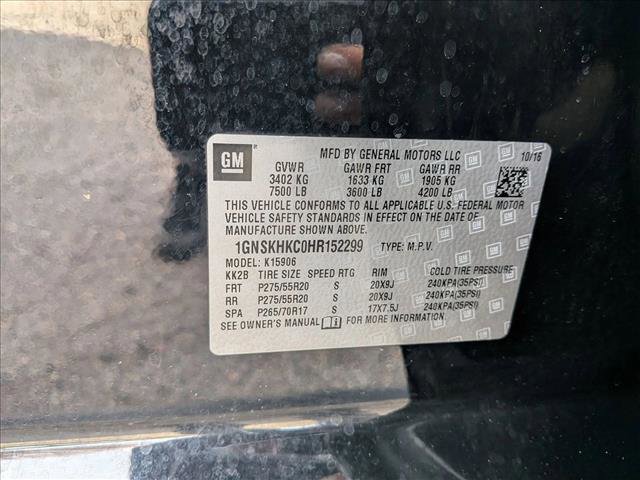 GM MFD BY GENERAL MOTORS LLC 10/16
GVWR GAWR FRT GAWR RR
3402 KG 1633 KG 1905 KG
7500 LB 3600 LB 4200 LB
THIS VEHICLE CONFORMS TO ALL APPLICABLE U.S. FEDERAL MOTOR
VEHICLE SAFETY STANDARDS IN EFFECT ON THE DATE OF
MANUFACTURE SHOWN ABOVE.
1GNSKHKC0HR152299 TYPE: M.P.V.
MODEL: K15906
KK2B TIRE SIZE SPEED RTG RIM COLD TIRE PRESSURE
FRT P275/55R20 S 20X9J 240KPA(35PSI)
RR P275/55R20 S 20X9J 240KPA(35PSI)
SPA P265/70R17 S 17X7.5J 240KPA(35PSI)
SEE OWNER'S MANUAL FOR MORE INFORMATION.